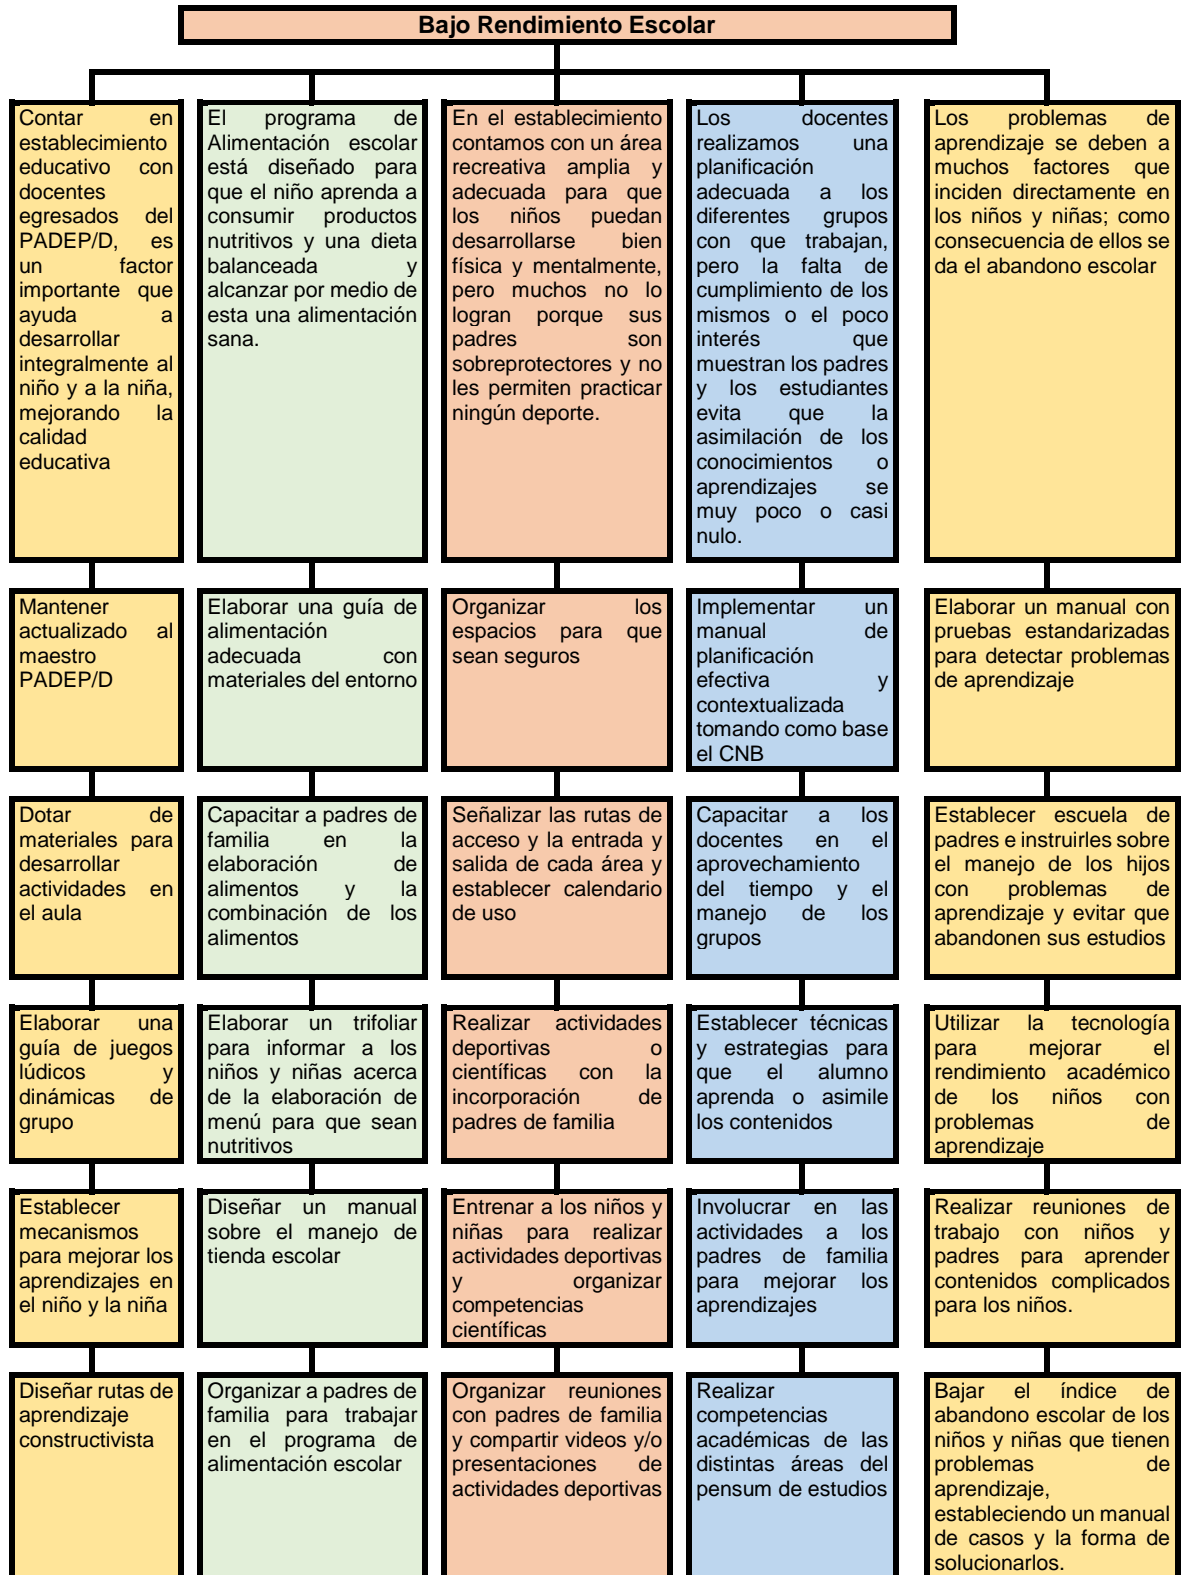 Bajo Rendimiento Escolar
Contar en
establecimiento
educativo con
docentes
egresados del
PADEP/D, es
un factor
importante que
ayuda a
desarrollar
integralmente al
niño y a la niña,
mejorando la
calidad
educativa
El programa de
Alimentación escolar
está diseñado para
que el niño aprenda a
consumir productos
nutritivos y una dieta
balanceada y
alcanzar por medio de
esta una alimentación
sana.
En el establecimiento
contamos con un área
recreativa amplia y
adecuada para que
los niños puedan
desarrollarse bien
física y mentalmente,
pero muchos no lo
logran porque sus
padres son
sobreprotectores y no
les permiten practicar
ningún deporte.
Los docentes
realizamos una
planificación
adecuada a los
diferentes grupos
con que trabajan,
pero la falta de
cumplimiento de los
mismos o el poco
interés que
muestran los padres
y los estudiantes
evita que la
asimilación de los
conocimientos o
aprendizajes se
muy poco o casi
nulo.
Los problemas de
aprendizaje se deben a
muchos factores que
inciden directamente en
los niños y niñas; como
consecuencia de ellos se
da el abandono escolar
Mantener
actualizado al
maestro
PADEP/D
Elaborar una guía de
alimentación
adecuada con
materiales del entorno
Organizar los
espacios para que
sean seguros
Implementar un
manual de
planificación
efectiva y
contextualizada
tomando como base
el CNB
Elaborar un manual con
pruebas estandarizadas
para detectar problemas
de aprendizaje
Dotar de
materiales para
desarrollar
actividades en
el aula
Capacitar a padres de
familia en la
elaboración de
alimentos y la
combinación de los
alimentos
Señalizar las rutas de
acceso y la entrada y
salida de cada área y
establecer calendario
de uso
Capacitar a los
docentes en el
aprovechamiento
del tiempo y el
manejo de los
grupos
Establecer escuela de
padres e instruirles sobre
el manejo de los hijos
con problemas de
aprendizaje y evitar que
abandonen sus estudios
Elaborar una
guía de juegos
lúdicos y
dinámicas de
grupo
Elaborar un trifoliar
para informar a los
niños y niñas acerca
de la elaboración de
menú para que sean
nutritivos
Realizar actividades
deportivas o
científicas con la
incorporación de
padres de familia
Establecer técnicas
y estrategias para
que el alumno
aprenda o asimile
los contenidos
Utilizar la tecnología
para mejorar el
rendimiento académico
de los niños con
problemas de
aprendizaje
Establecer
mecanismos
para mejorar los
aprendizajes en
el niño y la niña
Diseñar un manual
sobre el manejo de
tienda escolar
Entrenar a los niños y
niñas para realizar
actividades deportivas
y organizar
competencias
científicas
Involucrar en las
actividades a los
padres de familia
para mejorar los
aprendizajes
Realizar reuniones de
trabajo con niños y
padres para aprender
contenidos complicados
para los niños.
Diseñar rutas de
aprendizaje
constructivista
Organizar a padres de
familia para trabajar
en el programa de
alimentación escolar
Organizar reuniones
con padres de familia
y compartir videos y/o
presentaciones de
actividades deportivas
Realizar
competencias
académicas de las
distintas áreas del
pensum de estudios
Bajar el índice de
abandono escolar de los
niños y niñas que tienen
problemas de
aprendizaje,
estableciendo un manual
de casos y la forma de
solucionarlos.